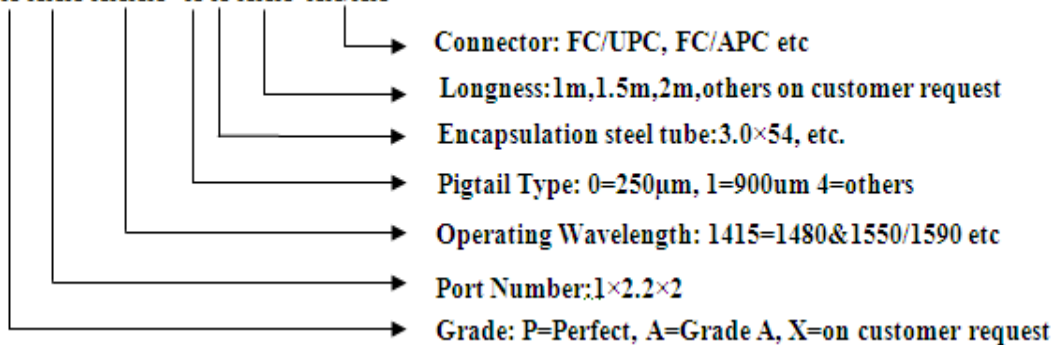 Connector: FC/UPC, FC/APC etc
Longness:1m,1.5m,2m,others on customer request
Encapsulation steel tube:3.0×54, etc.
Pigtail Type: 0=250μm, 1=900um 4=others
Operating Wavelength: 1415=1480&1550/1590 etc
Port Number;:1×2.2×2
Grade: P=Perfect, A=Grade A, X=on customer request